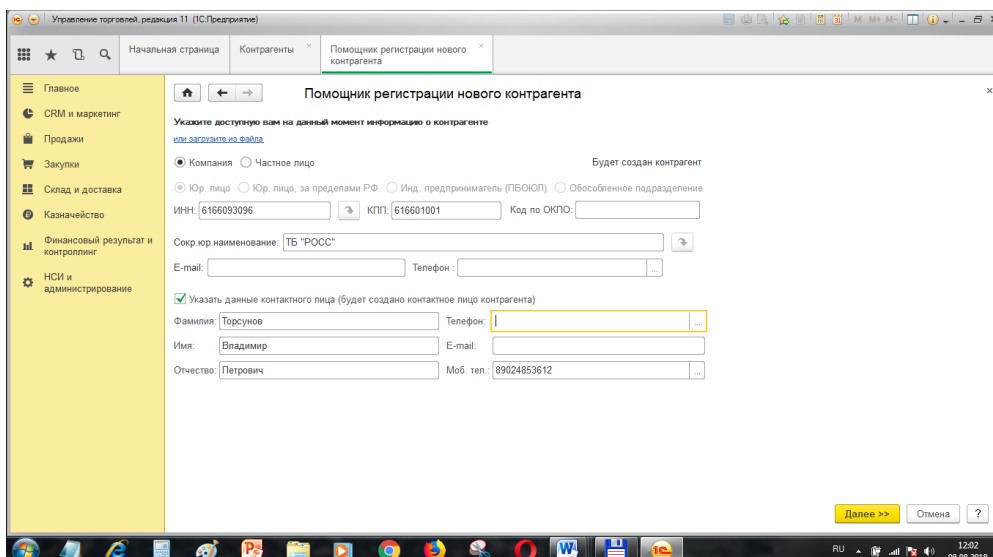 Управление торговлей, редакция 11 (1С:Предприятие)
M M+ M-
Начальная страница
Контрагенты
Помощник регистрации нового
контрагента
Главное
CRM и маркетинг
Продажи
Закупки
Склад и доставка
Казначейство
Финансовый результат и
контроллинг
НСИ и
администрирование
Помощник регистрации нового контрагента
Укажите доступную вам на данный момент информацию о контрагенте
или загрузите из файла
Компания Частное лицо Будет создан контрагент
Юр. лицо Юр. лицо, за пределами РФ Инд. предприниматель (ПБОЮЛ) Обособленное подразделение
ИНН: 6166093096 КПП: 616601001 Код по ОКПО:
Сокр.юр.наименование: ТБ "РОСС"
E-mail: Телефон : ...
Указать данные контактного лица (будет создано контактное лицо контрагента)
Фамилия: Торсунов Телефон: ...
Имя: Владимир E-mail:
Отчество: Петрович Моб. тел.: 89024853612 ...
Далее >> Отмена ?
RU 12:02
09.08.2018